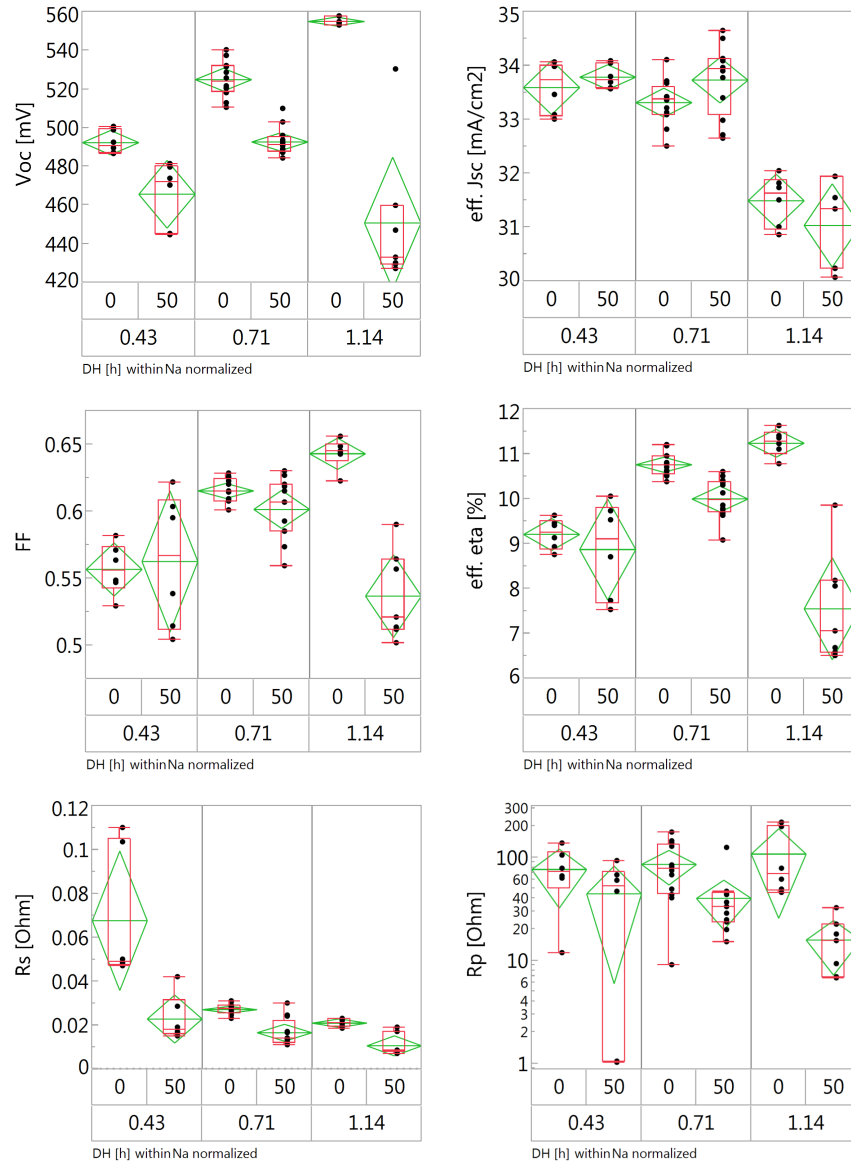 560
540
520
500
480
460
440
420
Voc [mV]
0 50 0 50 0 50
0.43 0.71 1.14
DH [h] within Na normalized
35
34
33
32
31
30
eff. Jsc [mA/cm2]
0 50 0 50 0 50
0.43 0.71 1.14
DH [h] within Na normalized
0.65
0.6
0.55
0.5
FF
0 50 0 50 0 50
0.43 0.71 1.14
DH [h] within Na normalized
12
11
10
9
8
7
6
eff. eta [%]
0 50 0 50 0 50
0.43 0.71 1.14
DH [h] within Na normalized
0.12
0.1
0.08
0.06
0.04
0.02
0
Rs [Ohm]
0 50 0 50 0 50
0.43 0.71 1.14
DH [h] within Na normalized
300
200
100
60
40
30
20
10
6
4
3
2
1
Rp [Ohm]
0 50 0 50 0 50
0.43 0.71 1.14
DH [h] within Na normalized